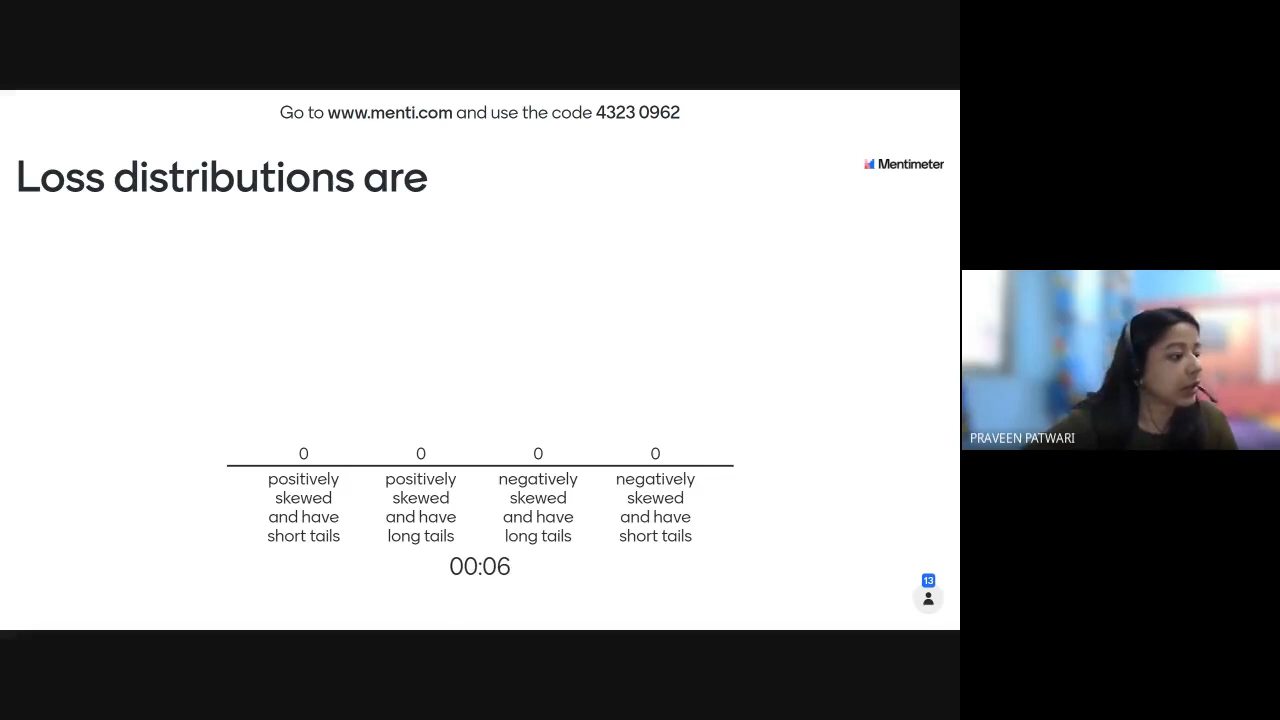 Go to www.menti.com and use the code 4323 0962
Loss distributions are
Mentimeter
0 0 0 0
positively skewed and have short tails
positively skewed and have long tails
negatively skewed and have long tails
negatively skewed and have short tails
00:06
13
PRAVEEN PATWARI